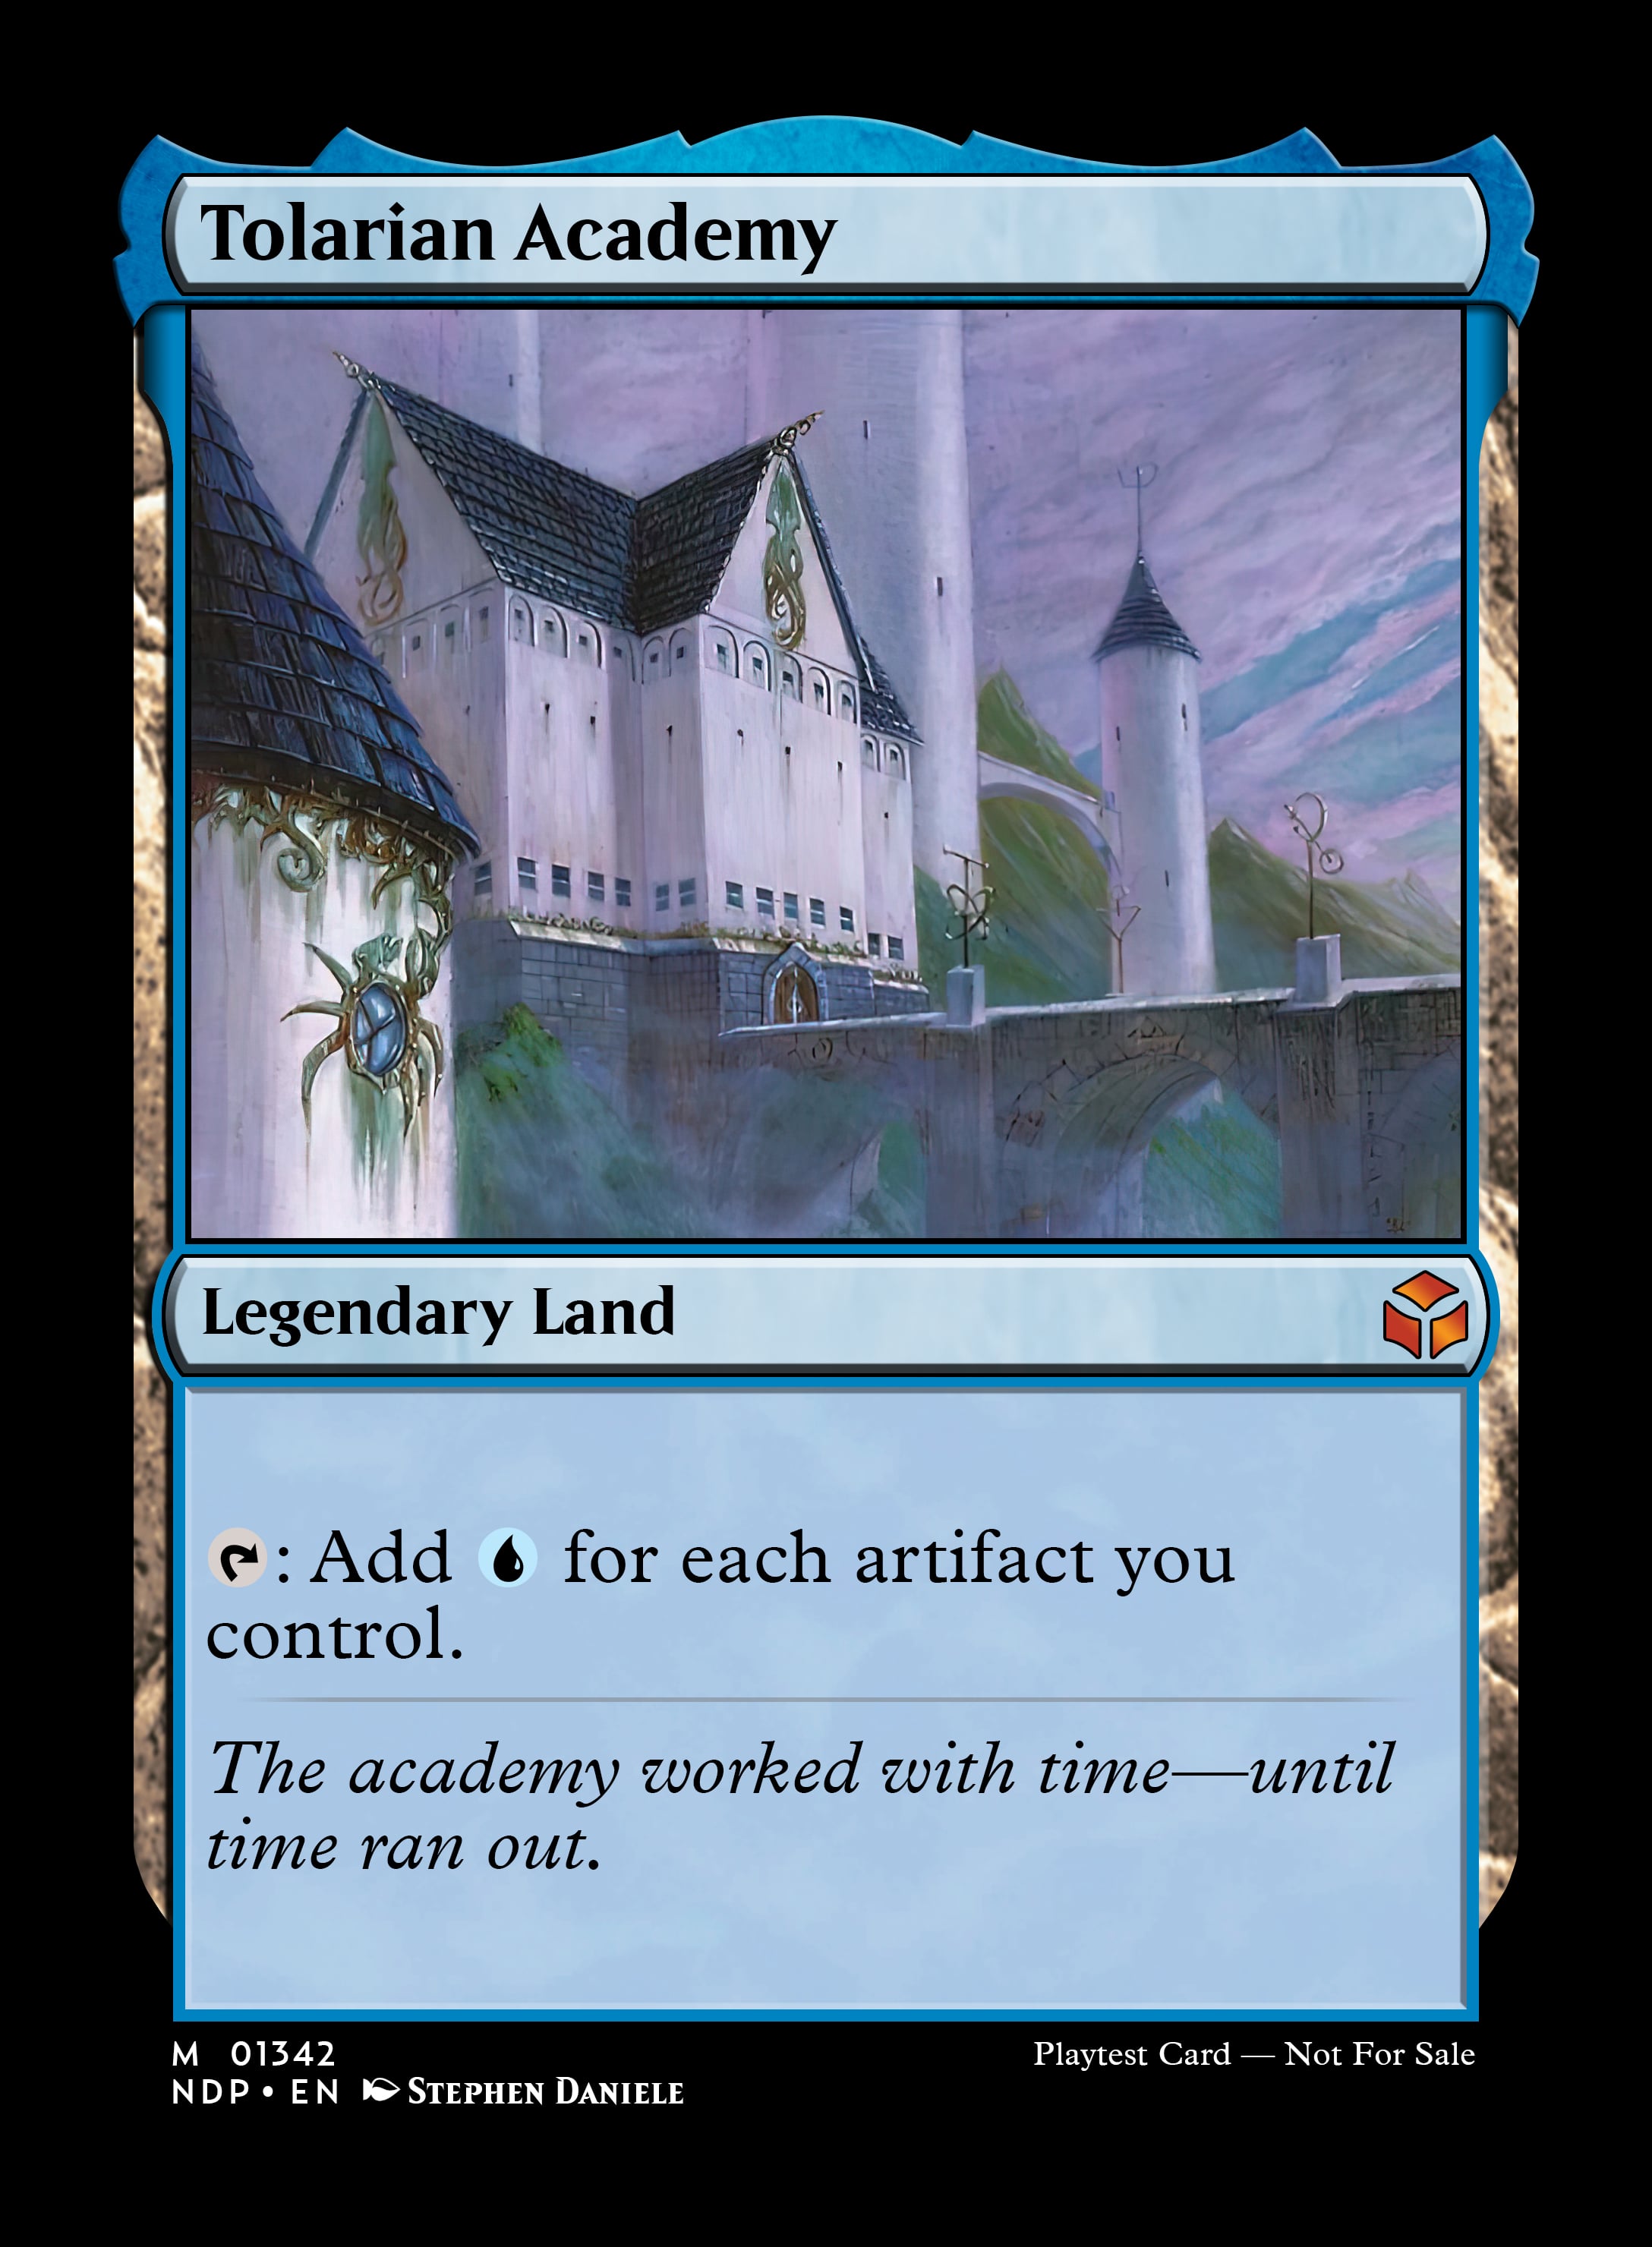 Tolarian Academy
Legendary Land
: Add for each artifact you
control.
The academy worked with time—until
time ran out.
M 01342
Playtest Card — Not For Sale
NDP • EN Stephen Daniele